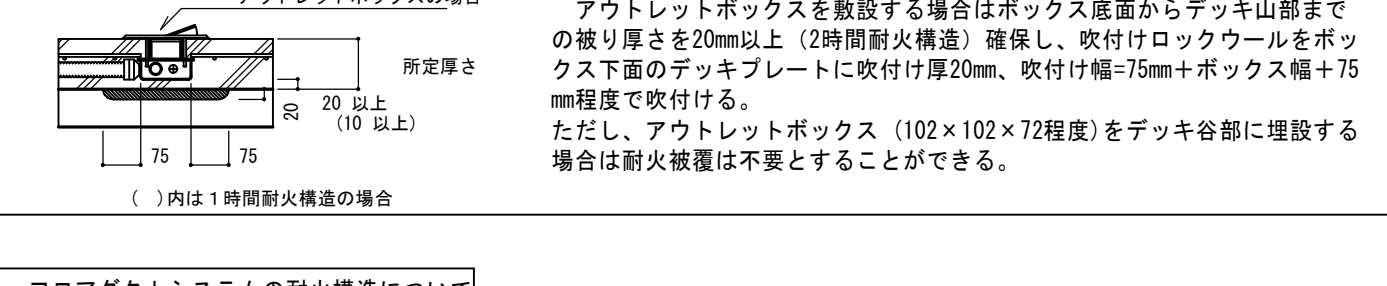 アウトレットボックスの場合
所定厚さ
20
20 以上
(10 以上)
75
75
( )内は1時間耐火構造の場合
アウトレットボックスを敷設する場合はボックス底面からデッキ山部まで
の被り厚さを20mm以上（2時間耐火構造）確保し、吹付けロックウールをボッ
クス下面のデッキプレートに吹付け厚20mm、吹付け幅=75mm＋ボックス幅＋75
mm程度で吹付ける。
ただし、アウトレットボックス（102×102×72程度)をデッキ谷部に埋設する
場合は耐火被覆は不要とすることができる。
フロアダクトシステムの耐火構造について